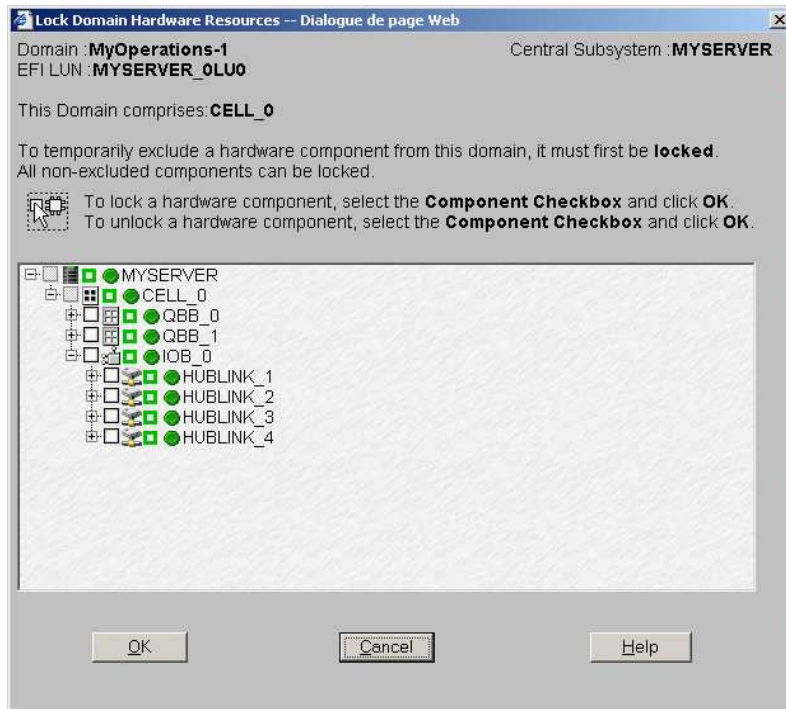 Lock Domain Hardware Resources -- Dialogue de page Web
Domain :MyOperations-1 Central Subsystem :MYSERVER
EFI LUN :MYSERVER_0LU0
This Domain comprises:CELL_0
To temporarily exclude a hardware component from this domain, it must first be locked.
All non-excluded components can be locked.
To lock a hardware component, select the Component Checkbox and click OK.
To unlock a hardware component, select the Component Checkbox and click OK.
MYSERVER
CELL_0
QBB_0
QBB_1
IOB_0
HUBLINK_1
HUBLINK_2
HUBLINK_3
HUBLINK_4
OK Cancel Help